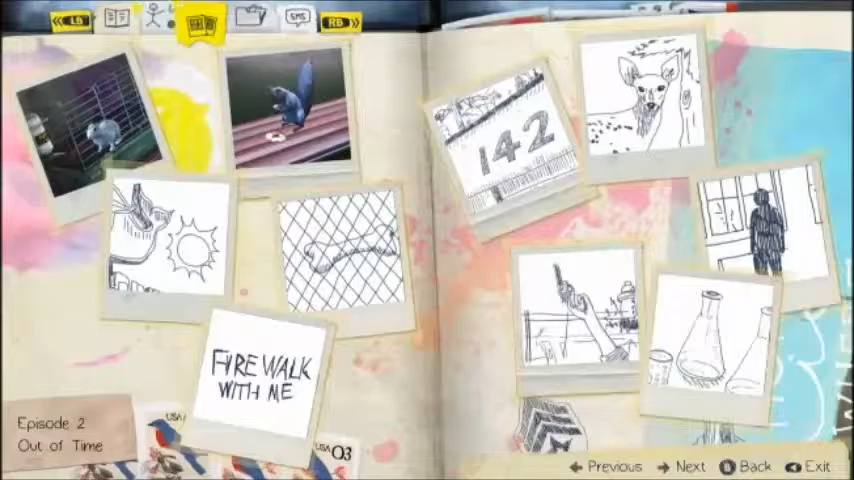 LB
SMS
RB
142
FIRE WALK
WITH ME
Episode 2
Out of Time
USA
USA 03
Previous
Next
B Back
Exit